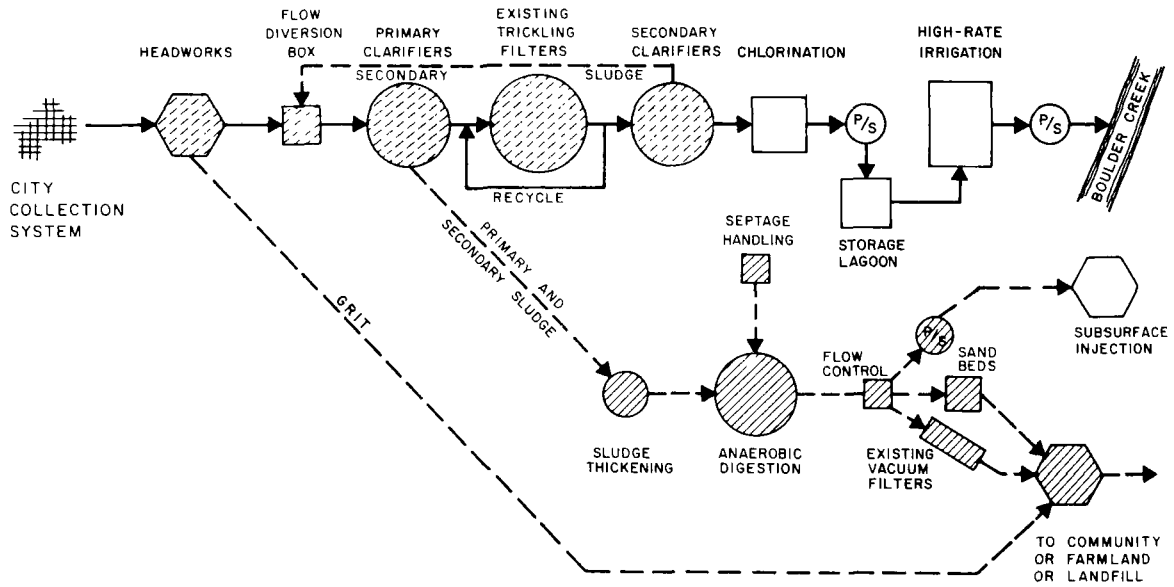 HEADWORKS
FLOW
DIVERSION
BOX
PRIMARY
CLARIFIERS
EXISTING
TRICKLING
FILTERS
SECONDARY
CLARIFIERS
CHLORINATION
HIGH-RATE
IRRIGATION
SECONDARY
SLUDGE
P/S
P/S
BOULDER CREEK
RECYCLE
CITY
COLLECTION
SYSTEM
STORAGE
LAGOON
SEPTAGE
HANDLING
PRIMARY AND
SECONDARY SLUDGE
GRIT
P/S
SUBSURFACE
INJECTION
FLOW
CONTROL
SAND
BEDS
SLUDGE
THICKENING
ANAEROBIC
DIGESTION
EXISTING
VACUUM
FILTERS
TO COMMUNITY
OR FARMLAND
OR LANDFILL